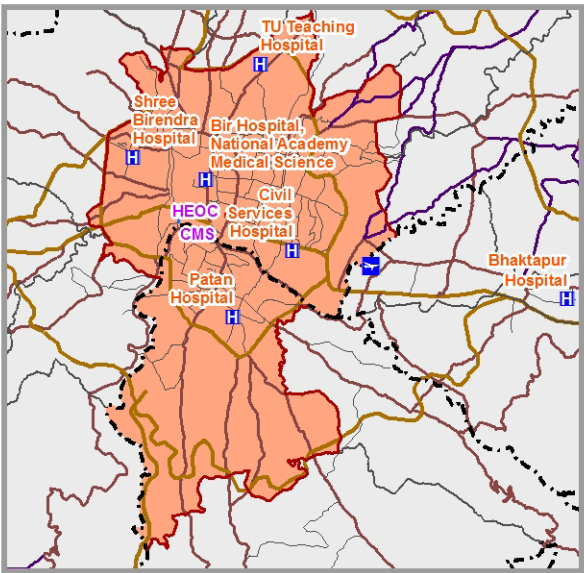 TU Teaching
Hospital
H
Shree
Birendra
Hospital
H
Bir Hospital,
National Academy
Medical Science
H
HEOC
CMS
Civil
Services
Hospital
H
Patan
Hospital
H
Bhaktapur
Hospital
H